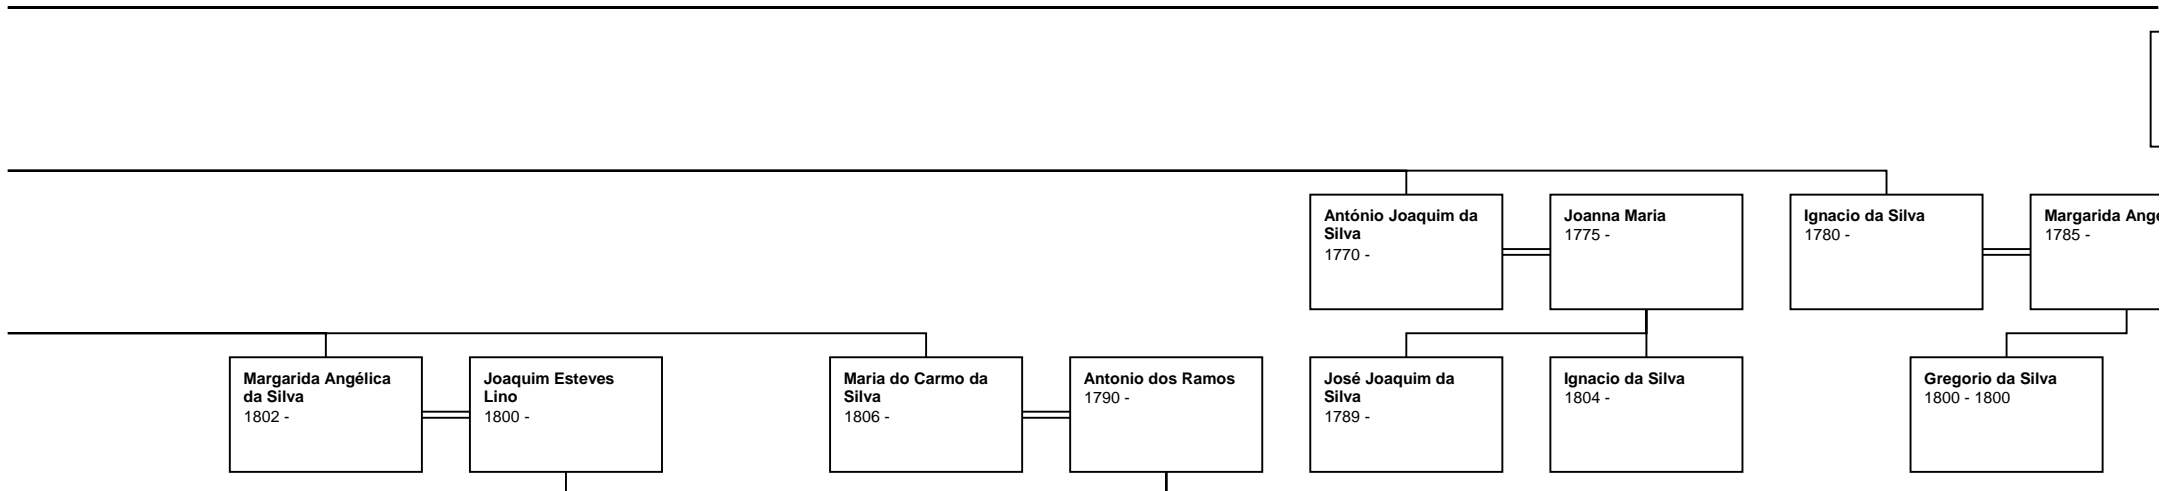 António Joaquim da
Silva
1770 -
Joanna Maria
1775 -
Ignacio da Silva
1780 -
Margarida
1785 -
Margarida Angélica
da Silva
1802 -
Joaquim Esteves
Lino
1800 -
Maria do Carmo da
Silva
1806 -
Antonio dos Ramos
1790 -
José Joaquim da
Silva
1789 -
Ignacio da Silva
1804 -
Gregorio da Silva
1800 - 1800